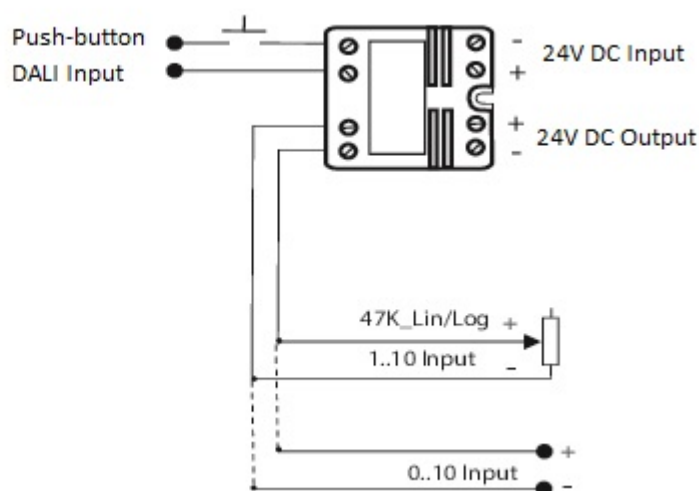 Push-button
DALI Input
-
+
24V DC Input
+
-
24V DC Output
47K_Lin/Log +
1..10 Input -
+
0..10 Input
-